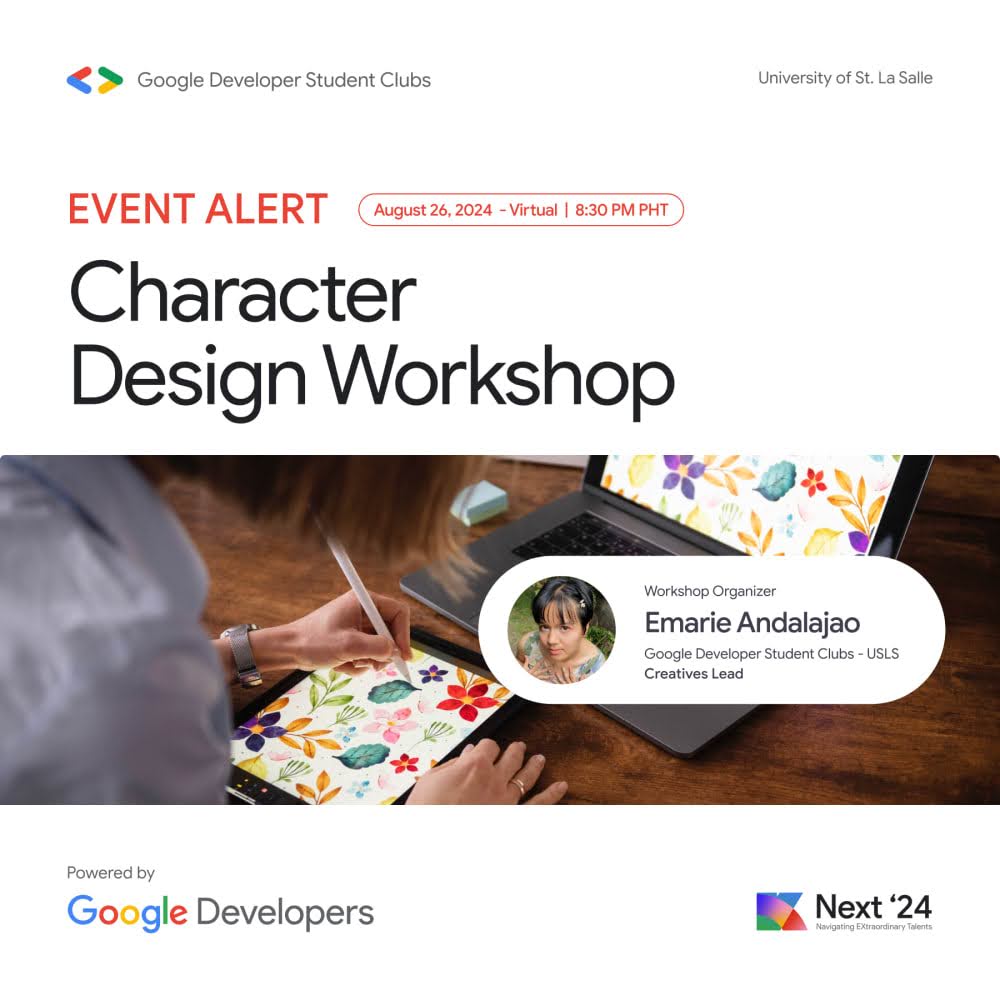 Google Developer Student Clubs
University of St. La Salle
EVENT ALERT
August 26, 2024 - Virtual | 8:30 PM PHT
Character
Design Workshop
Workshop Organizer
Emarie Andalajao
Google Developer Student Clubs - USLS
Creatives Lead
Powered by
Google Developers
Next ‘24
Navigating EXtraordinary Talents